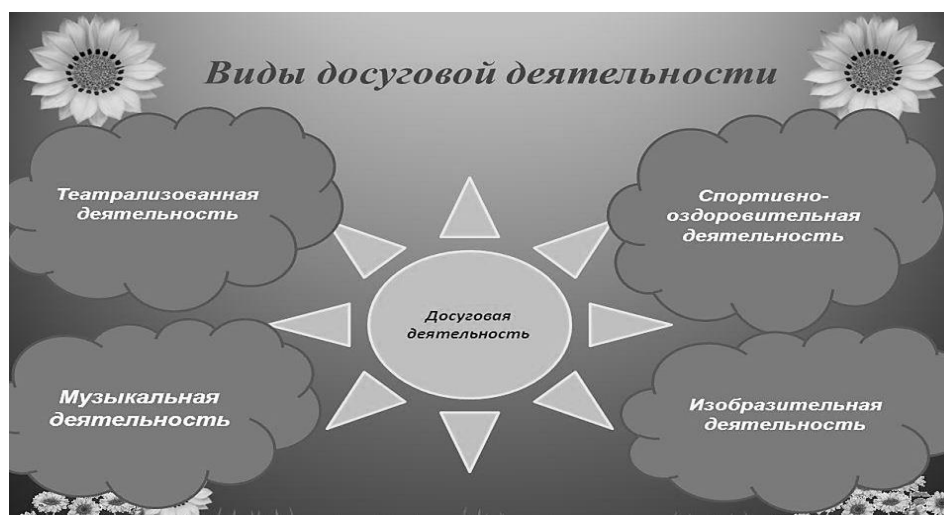 Виды досуговой деятельности
Театрализованная
деятельность
Спортивно-
оздоровительная
деятельность
Досуговая
деятельность
Музыкальная
деятельность
Изобразительная
деятельность